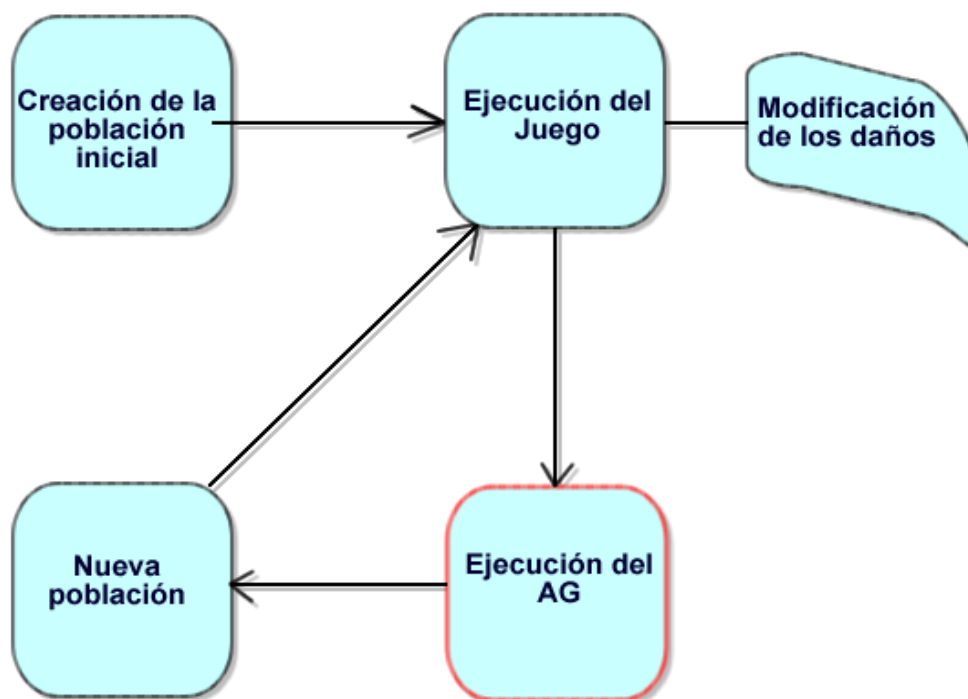 Creación de la
población
inicial
Ejecución del
Juego
Modificación
de los daños
Nueva
población
Ejecución del
AG